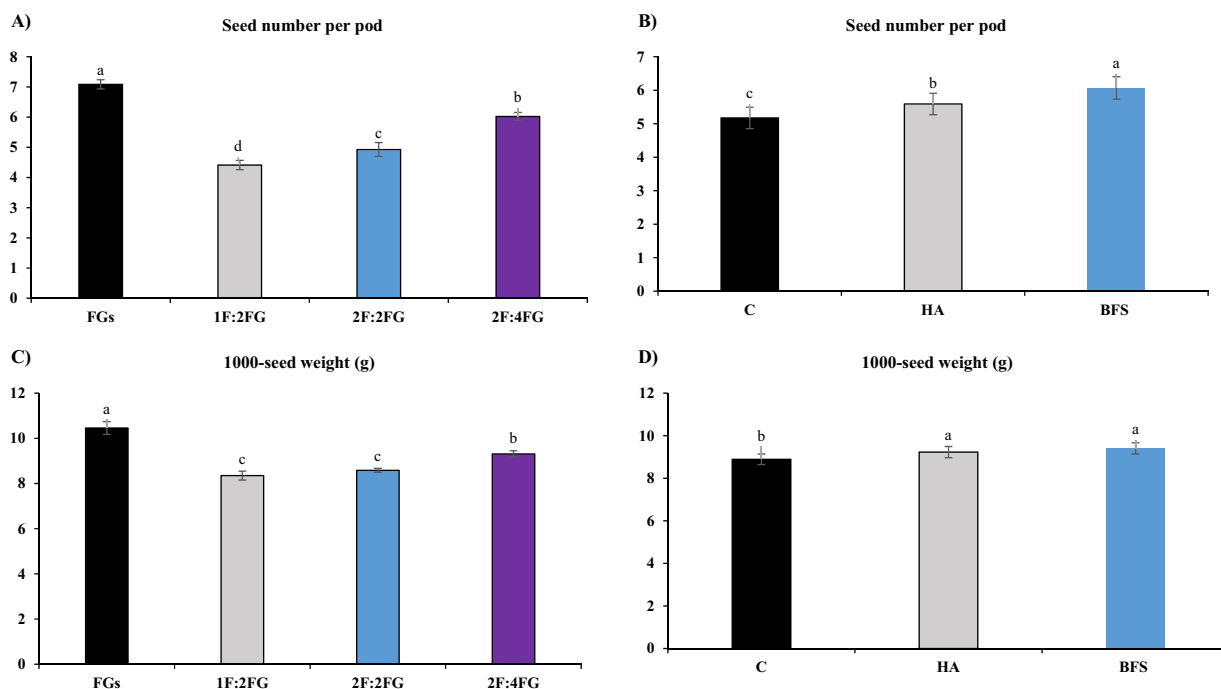 A)
Seed number per pod
8
7
6
5
4
3
2
1
0
a
d
c
b
FGs 1F:2FG 2F:2FG 2F:4FG
B)
Seed number per pod
7
6
5
4
3
2
1
0
c
b
a
C HA BFS
C)
1000-seed weight (g)
12
10
8
6
4
2
0
a
c
c
b
FGs 1F:2FG 2F:2FG 2F:4FG
D)
1000-seed weight (g)
12
10
8
6
4
2
0
b
a
a
C HA BFS